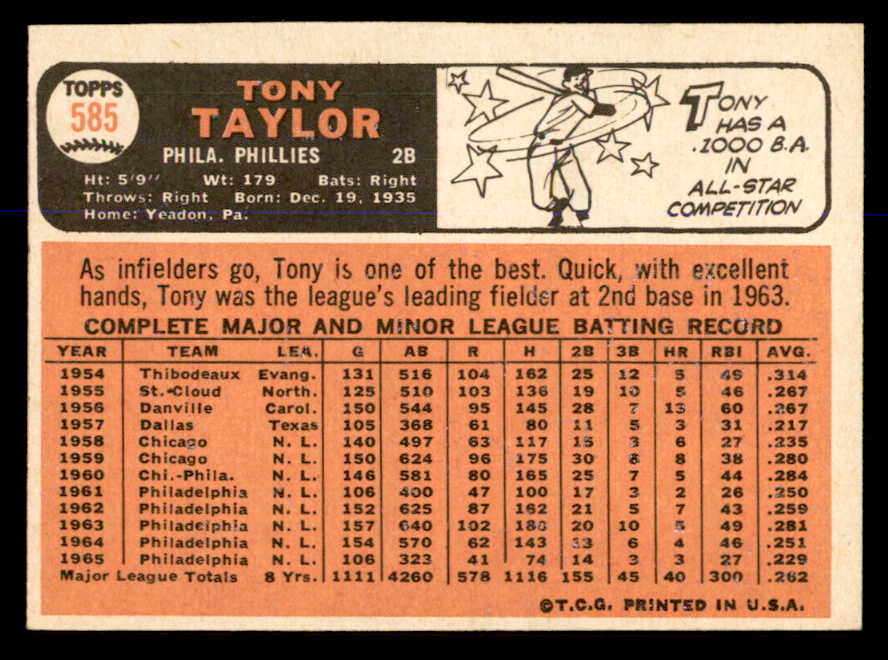 TOPPS
585
TONY
TAYLOR
PHILA. PHILLIES 2B
Ht: 5'9" Wt: 179 Bats: Right
Throws: Right Born: Dec. 19, 1935
Home: Yeadon, Pa.
TONY
HAS A
.1000 B.A.
IN
ALL-STAR
COMPETITION
As infielders go, Tony is one of the best. Quick, with excellent
hands, Tony was the league's leading fielder at 2nd base in 1963.
COMPLETE MAJOR AND MINOR LEAGUE BATTING RECORD
YEAR TEAM LEA. G AB R H 2B 3B HR RBI AVG.
1954 Thibodeaux Evang. 131 516 104 162 25 12 5 49 .314
1955 St.-Cloud North. 125 510 103 136 19 10 5 46 .267
1956 Danville Carol. 150 544 95 145 28 7 13 60 .267
1957 Dallas Texas 105 368 61 80 11 5 3 31 .217
1958 Chicago N. L. 140 497 63 117 15 3 6 27 .235
1959 Chicago N. L. 150 624 96 175 30 8 8 38 .280
1960 Chi.-Phila. N. L. 146 581 80 165 25 7 5 44 .284
1961 Philadelphia N. L. 106 400 47 100 17 3 2 26 .250
1962 Philadelphia N. L. 152 625 87 162 21 5 7 43 .259
1963 Philadelphia N. L. 157 640 102 180 20 10 5 49 .281
1964 Philadelphia N. L. 154 570 62 143 13 6 4 46 .251
1965 Philadelphia N. L. 106 323 41 74 14 3 3 27 .229
Major League Totals 8 Yrs. 1111 4260 578 1116 155 45 40 300 .262
©T.C.G. PRINTED IN U.S.A.